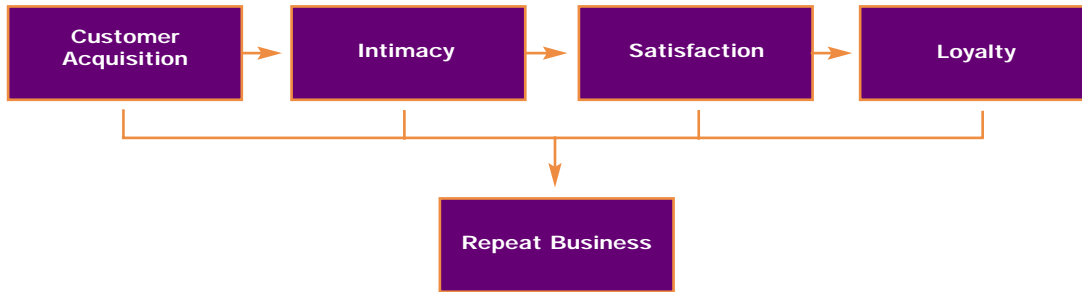 Customer
Acquisition
Intimacy
Satisfaction
Loyalty
Repeat Business